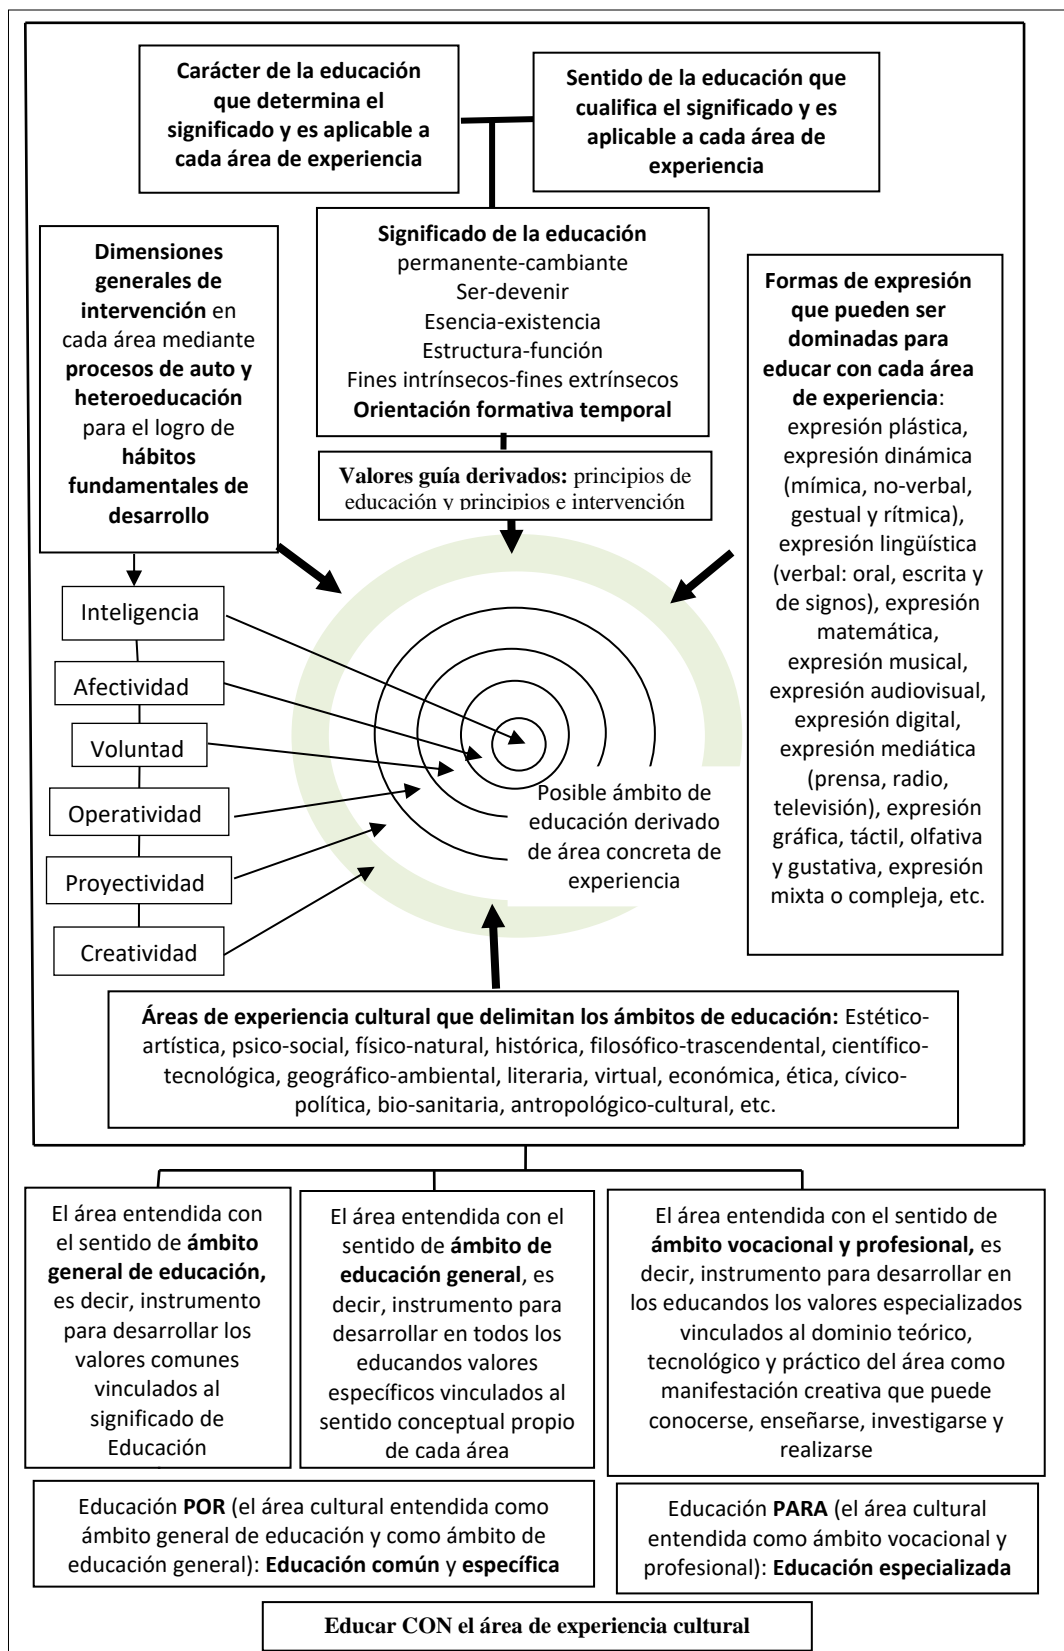 Carácter de la educación
que determina el
significado y es aplicable a
cada área de experiencia
Sentido de la educación que
cualifica el significado y es
aplicable a cada área de
experiencia
Significado de la educación
permanente-cambiante
Ser-devenir
Esencia-existencia
Estructura-función
Fines intrínsecos-fines extrínsecos
Orientación formativa temporal
Dimensiones
generales de
intervención en
cada área mediante
procesos de auto y
heteroeducación
para el logro de
hábitos
fundamentales de
desarrollo
Formas de expresión
que pueden ser
dominadas para
educar con cada área
de experiencia:
expresión plástica,
expresión dinámica
(mímica, no-verbal,
gestual y rítmica),
expresión lingüística
(verbal: oral, escrita y
de signos), expresión
matemática,
expresión musical,
expresión audiovisual,
expresión digital,
expresión mediática
(prensa, radio,
televisión), expresión
gráfica, táctil, olfativa
y gustativa, expresión
mixta o compleja, etc.
Valores guía derivados: principios de
educación y principios e intervención
Inteligencia
Afectividad
Voluntad
Operatividad
Proyectividad
Creatividad
Posible ámbito de
educación derivado
de área concreta de
experiencia
Áreas de experiencia cultural que delimitan los ámbitos de educación: Estético-
artística, psico-social, físico-natural, histórica, filosófico-trascendental, científico-
tecnológica, geográfico-ambiental, literaria, virtual, económica, ética, cívico-
política, bio-sanitaria, antropológico-cultural, etc.
El área entendida con
el sentido de ámbito
general de educación,
es decir, instrumento
para desarrollar los
valores comunes
vinculados al
significado de
Educación
El área entendida con el
sentido de ámbito de
educación general, es
decir, instrumento para
desarrollar en todos los
educandos valores
específicos vinculados al
sentido conceptual propio
de cada área
El área entendida con el sentido de
ámbito vocacional y profesional, es
decir, instrumento para desarrollar en
los educandos los valores especializados
vinculados al dominio teórico,
tecnológico y práctico del área como
manifestación creativa que puede
conocerse, enseñarse, investigarse y
realizarse
Educación POR (el área cultural entendida como
ámbito general de educación y como ámbito de
educación general): Educación común y específica
Educación PARA (el área cultural
entendida como ámbito vocacional y
profesional): Educación especializada
Educar CON el área de experiencia cultural